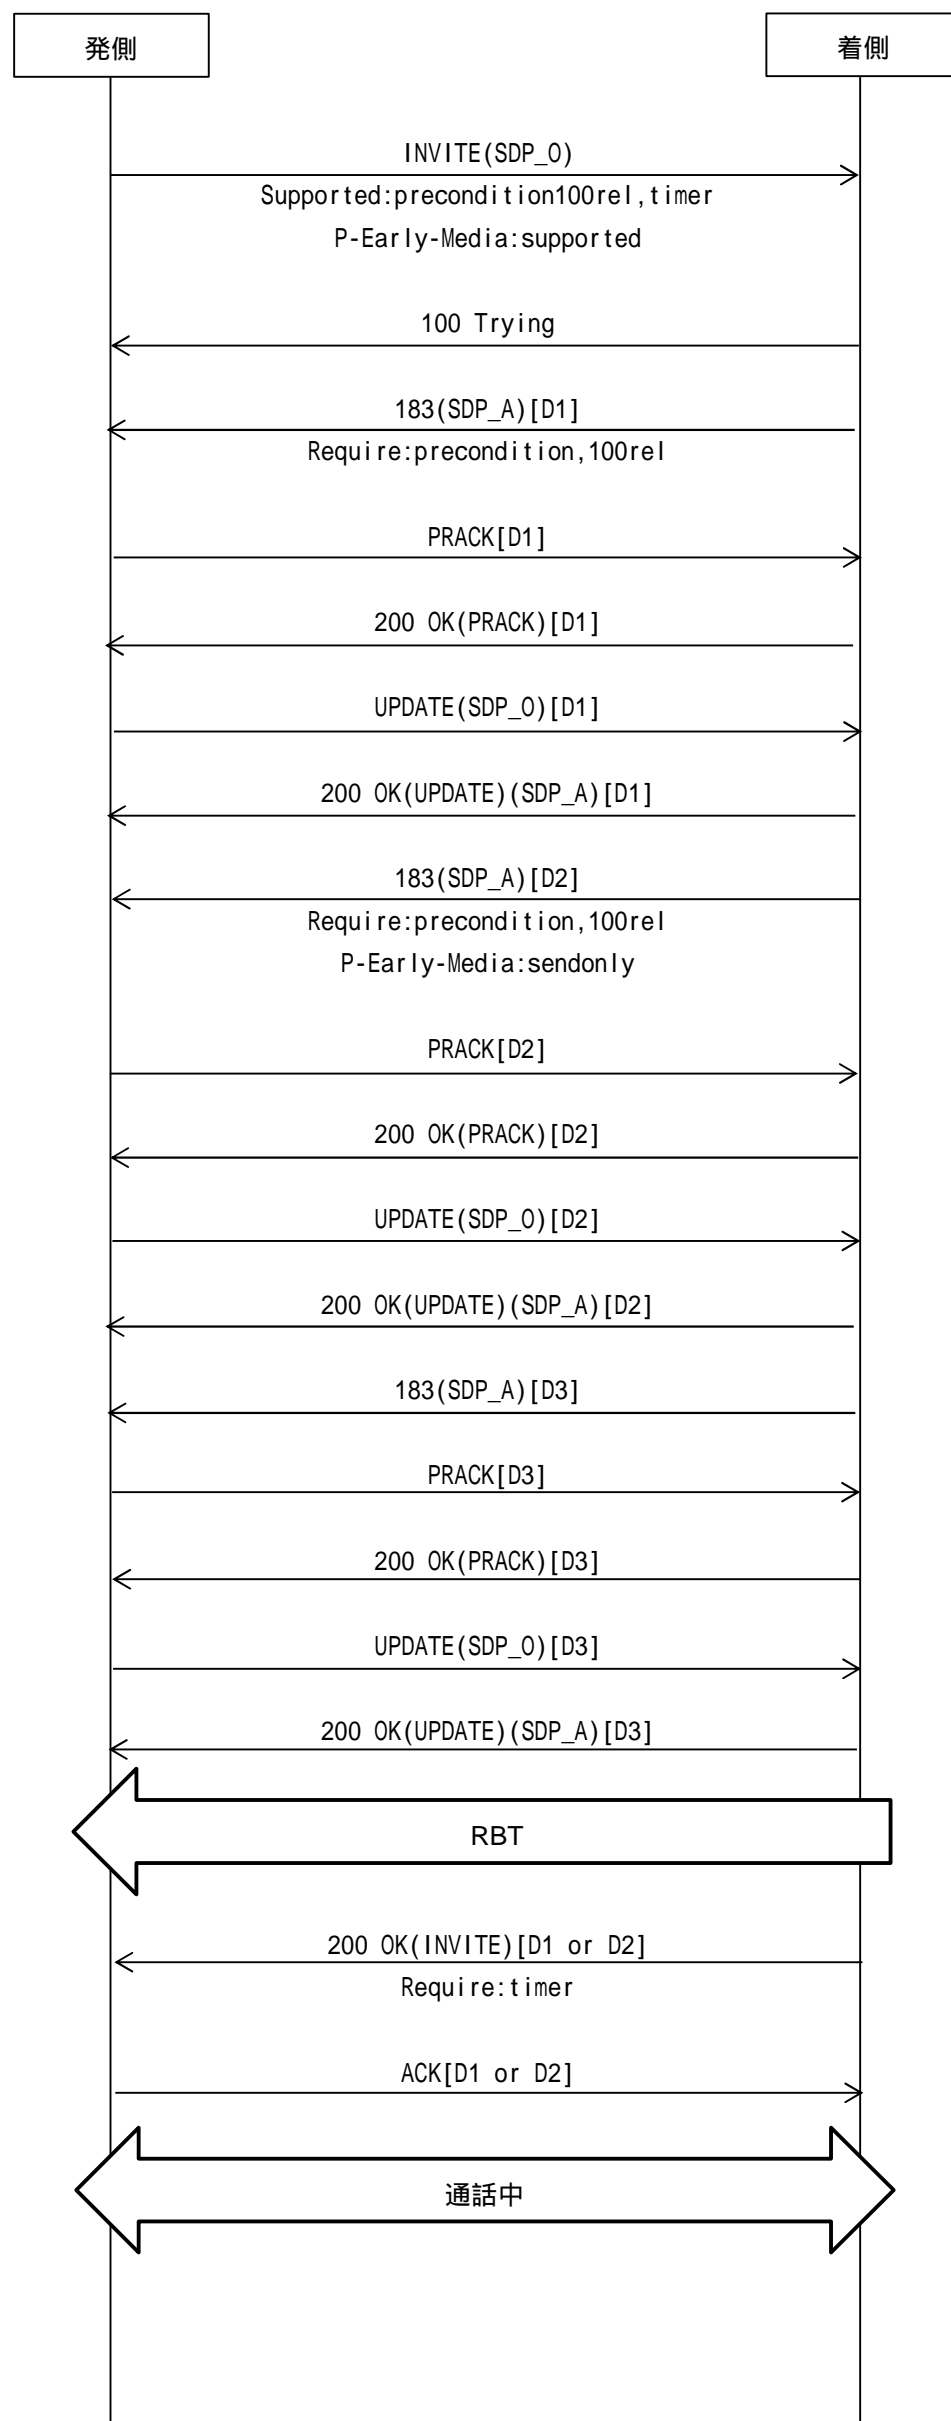 発側
着側
INVITE(SDP_O)
Supported:precondition100rel,timer
P-Early-Media:supported
100 Trying
183(SDP_A)[D1]
Require:precondition,100rel
PRACK[D1]
200 OK(PRACK)[D1]
UPDATE(SDP_O)[D1]
200 OK(UPDATE)(SDP_A)[D1]
183(SDP_A)[D2]
Require:precondition,100rel
P-Early-Media:sendonly
PRACK[D2]
200 OK(PRACK)[D2]
UPDATE(SDP_O)[D2]
200 OK(UPDATE)(SDP_A)[D2]
183(SDP_A)[D3]
PRACK[D3]
200 OK(PRACK)[D3]
UPDATE(SDP_O)[D3]
200 OK(UPDATE)(SDP_A)[D3]
RBT
200 OK(INVITE)[D1 or D2]
Require:timer
ACK[D1 or D2]
通話中